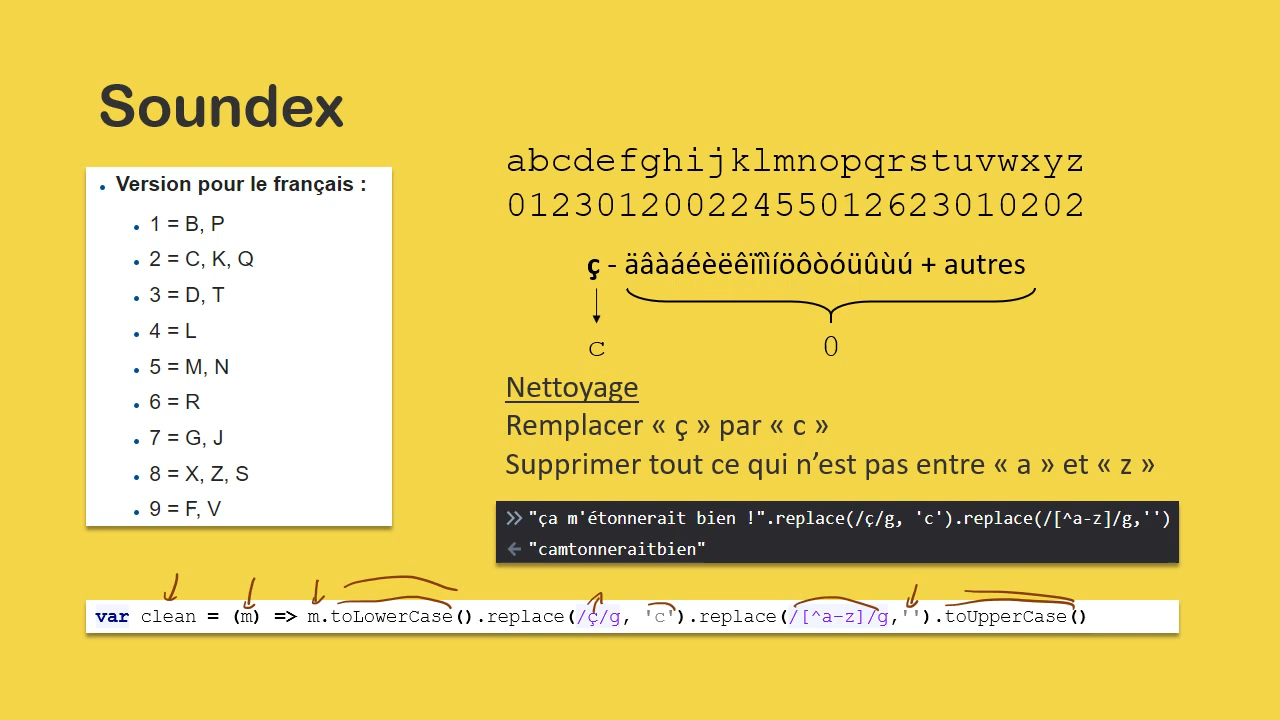 Soundex
Version pour le français :
1 = B, P
2 = C, K, Q
3 = D, T
4 = L
5 = M, N
6 = R
7 = G, J
8 = X, Z, S
9 = F, V
abcdefghijklmnopqrstuvwxyz
01230120022455012623010202
ç - äâàáéèëêïîìíöôòóüûùú + autres
c 0
Nettoyage
Remplacer « ç » par « c »
Supprimer tout ce qui n’est pas entre « a » et « z »
"ça m'étonnerait bien !".replace(/ç/g, 'c').replace(/[^a-z]/g,'')
"camtonneraitbien"
var clean = (m) => m.toLowerCase().replace(/ç/g, 'c').replace(/[^a-z]/g,'').toUpperCase()